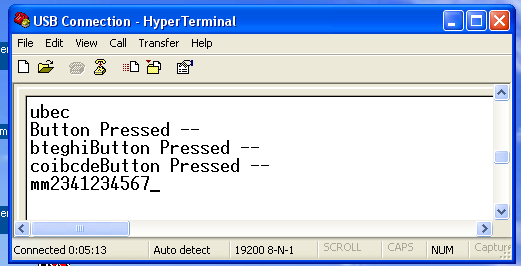 USB Connection - HyperTerminal
File Edit View Call Transfer Help
ubec
Button Pressed --
bteghiButton Pressed --
coibcdeButton Pressed --
mm2341234567_
Connected 0:05:13 Auto detect 19200 8-N-1 SCROLL CAPS NUM Capture